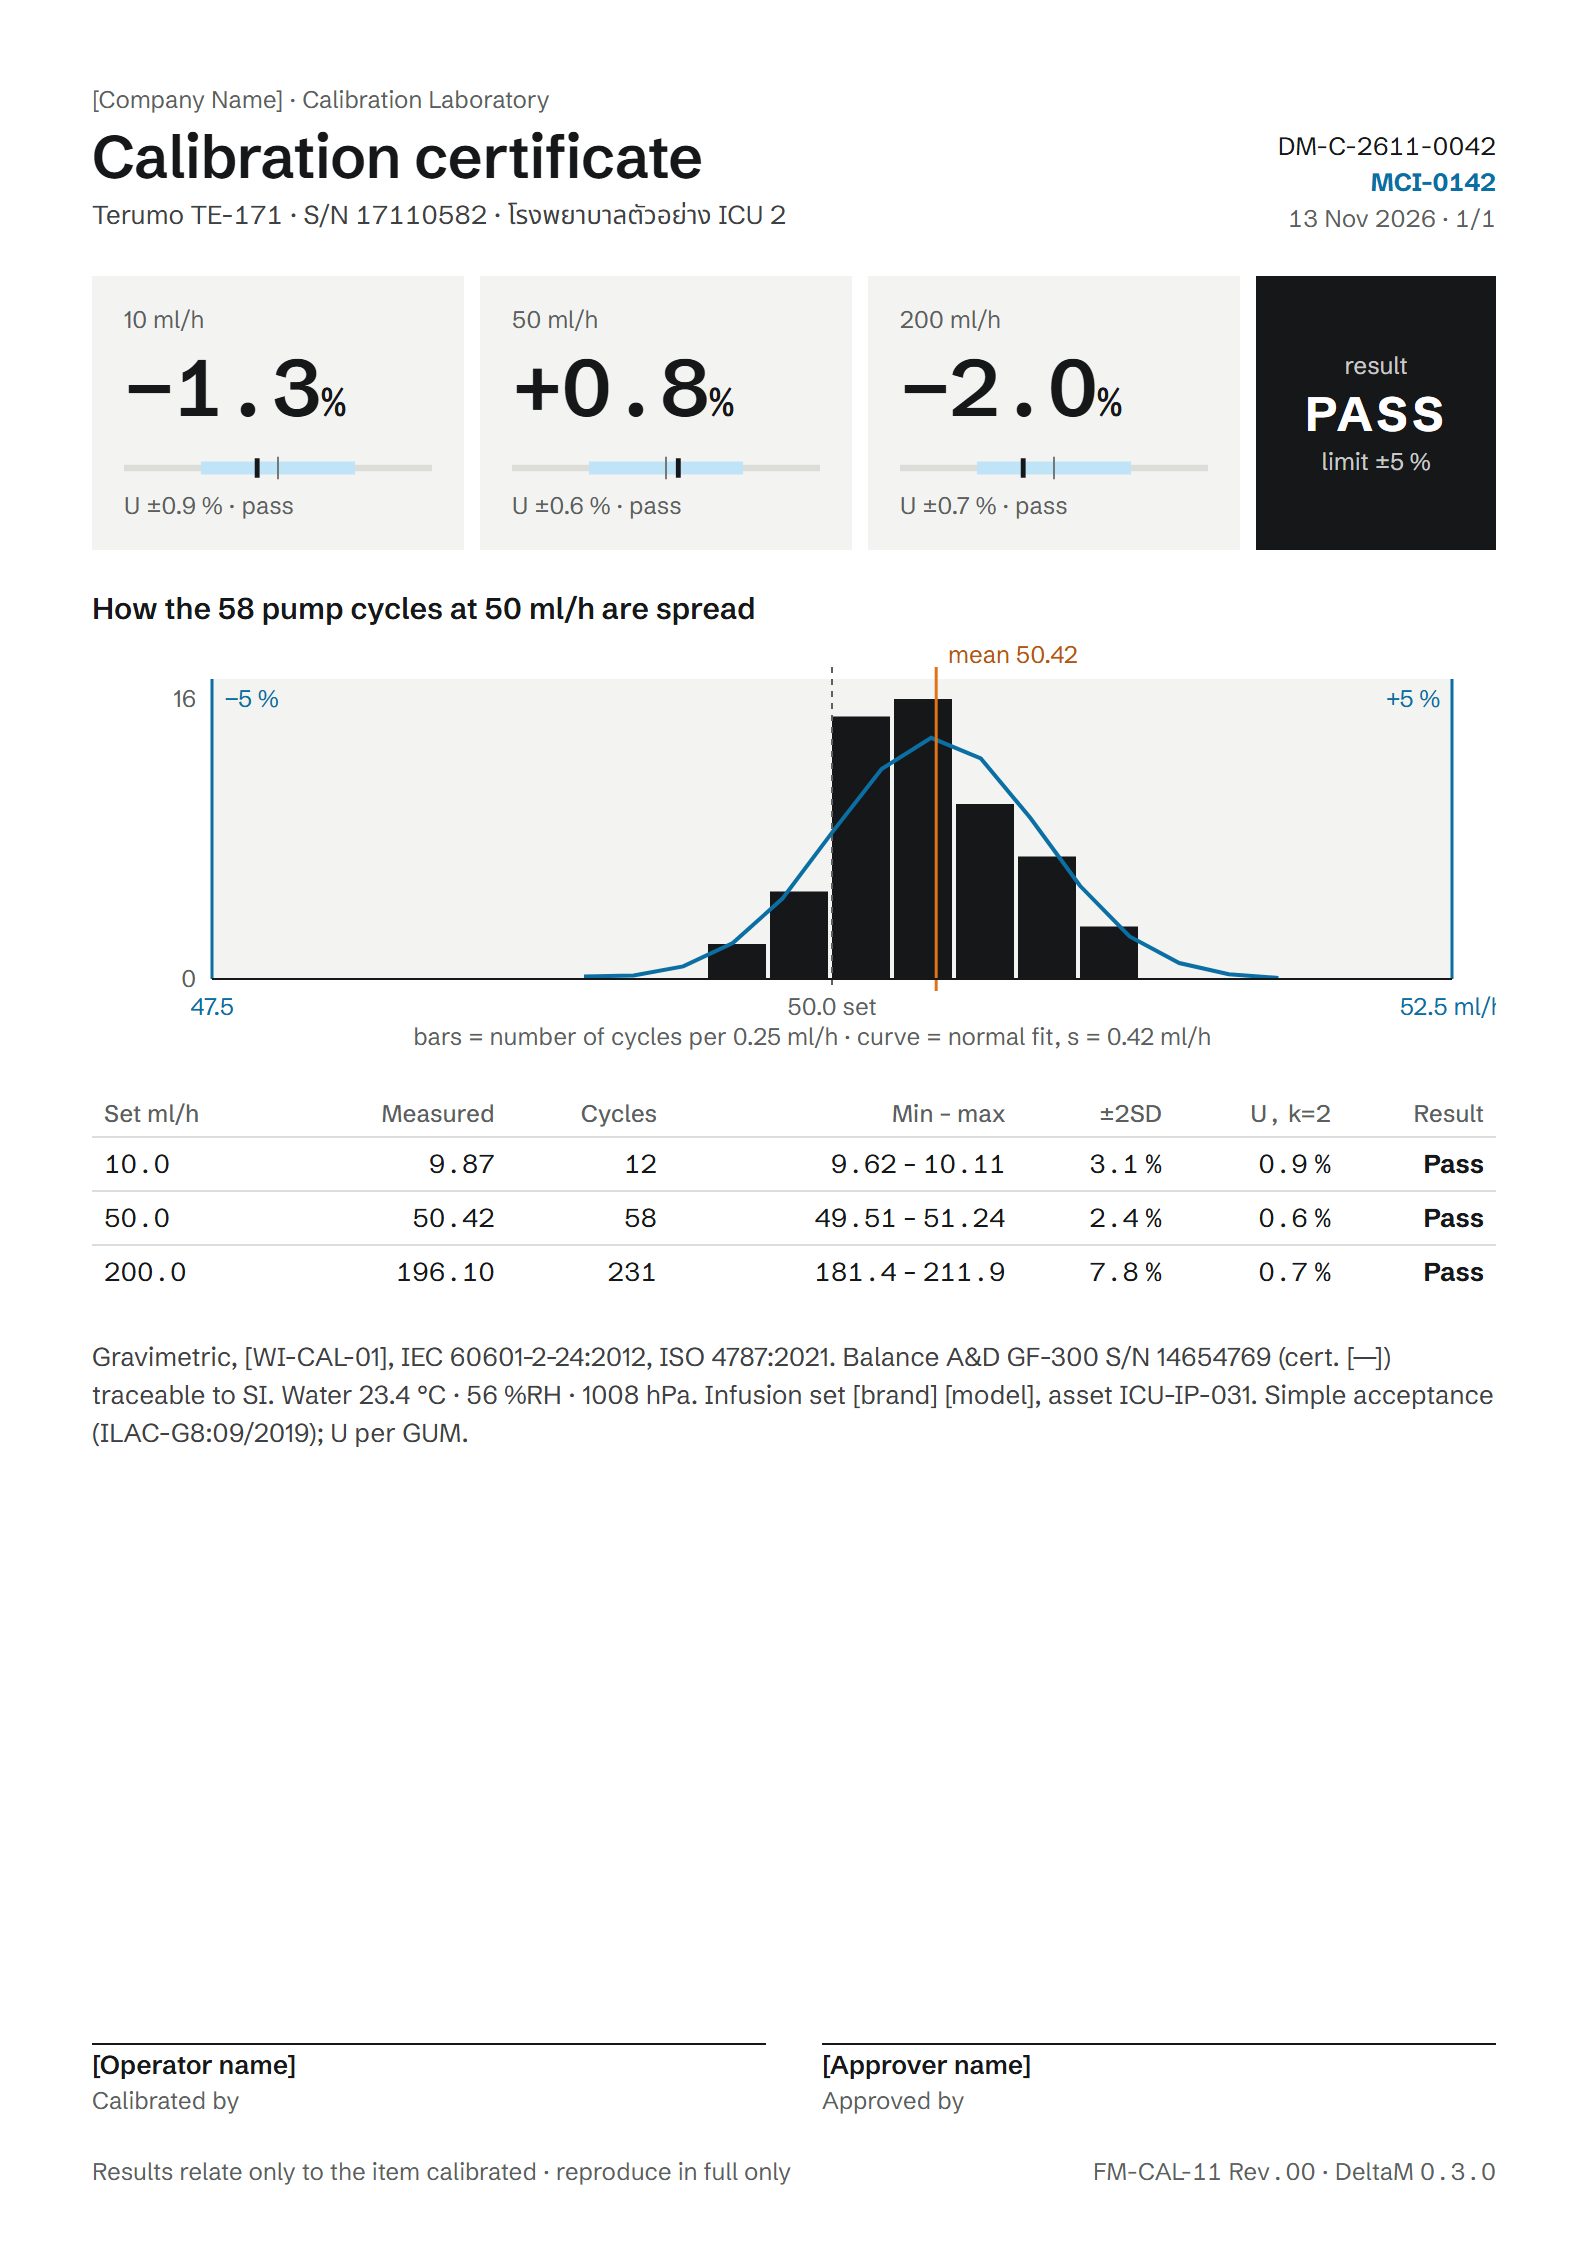 [Company Name] · Calibration Laboratory
Calibration certificate
Terumo TE-171 · S/N 17110582 · โรงพยาบาลตัวอย่าง ICU 2
DM-C-2611-0042
MCI-0142
13 Nov 2026 · 1/1
10 ml/h
−1.3%
U ±0.9 % · pass
50 ml/h
+0.8%
U ±0.6 % · pass
200 ml/h
−2.0%
U ±0.7 % · pass
result
PASS
limit ±5 %
How the 58 pump cycles at 50 ml/h are spread
mean 50.42
16
−5 %
+5 %
0
47.5
50.0 set
52.5 ml/h
bars = number of cycles per 0.25 ml/h · curve = normal fit, s = 0.42 ml/h
Set ml/h Measured Cycles Min – max ±2SD U, k=2 Result
10.0 9.87 12 9.62 – 10.11 3.1 % 0.9 % Pass
50.0 50.42 58 49.51 – 51.24 2.4 % 0.6 % Pass
200.0 196.10 231 181.4 – 211.9 7.8 % 0.7 % Pass
Gravimetric, [WI-CAL-01], IEC 60601-2-24:2012, ISO 4787:2021. Balance A&D GF-300 S/N 14654769 (cert. [—])
traceable to SI. Water 23.4 °C · 56 %RH · 1008 hPa. Infusion set [brand] [model], asset ICU-IP-031. Simple acceptance
(ILAC-G8:09/2019); U per GUM.
[Operator name]
Calibrated by
[Approver name]
Approved by
Results relate only to the item calibrated · reproduce in full only
FM-CAL-11 Rev.00 · DeltaM 0.3.0